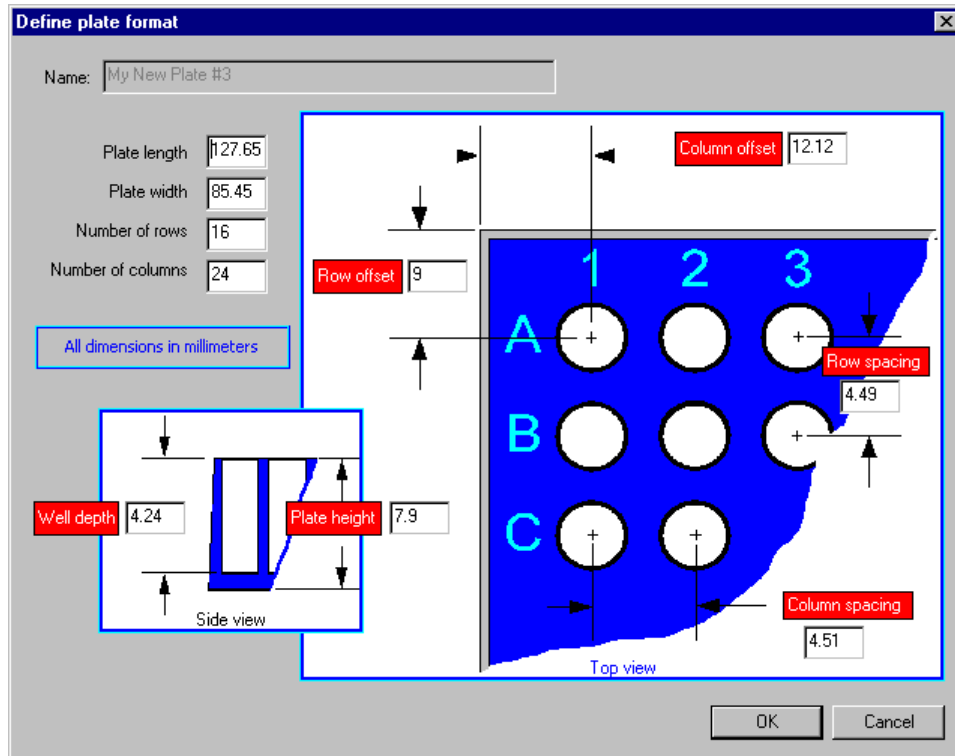 Define plate format
Name: My New Plate #3
Plate length 127.65
Plate width 85.45
Number of rows 16
Number of columns 24
All dimensions in millimeters
Column offset 12.12
Row offset 9
1 2 3
A
B
C
Row spacing
4.49
Column spacing
4.51
Top view
Well depth 4.24
Plate height 7.9
Side view
OK Cancel